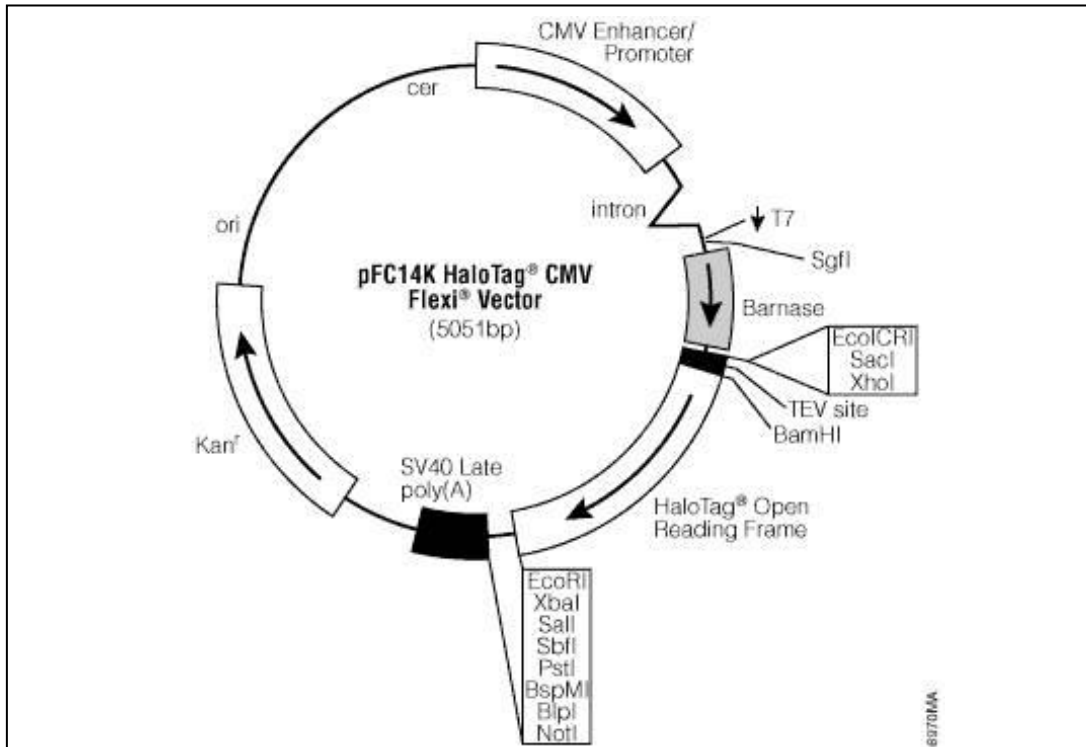 CMV Enhancer/
Promoter
cer
intron
T7
ori
SgfI
pFC14K HaloTag® CMV
Flexi® Vector
(5051bp)
Barnase
EcoICRI
SacI
XhoI
TEV site
BamHI
Kanʳ
SV40 Late
poly(A)
HaloTag® Open
Reading Frame
EcoRI
XbaI
SalI
SbfI
PstI
BspMI
BlpI
NotI
6970MA